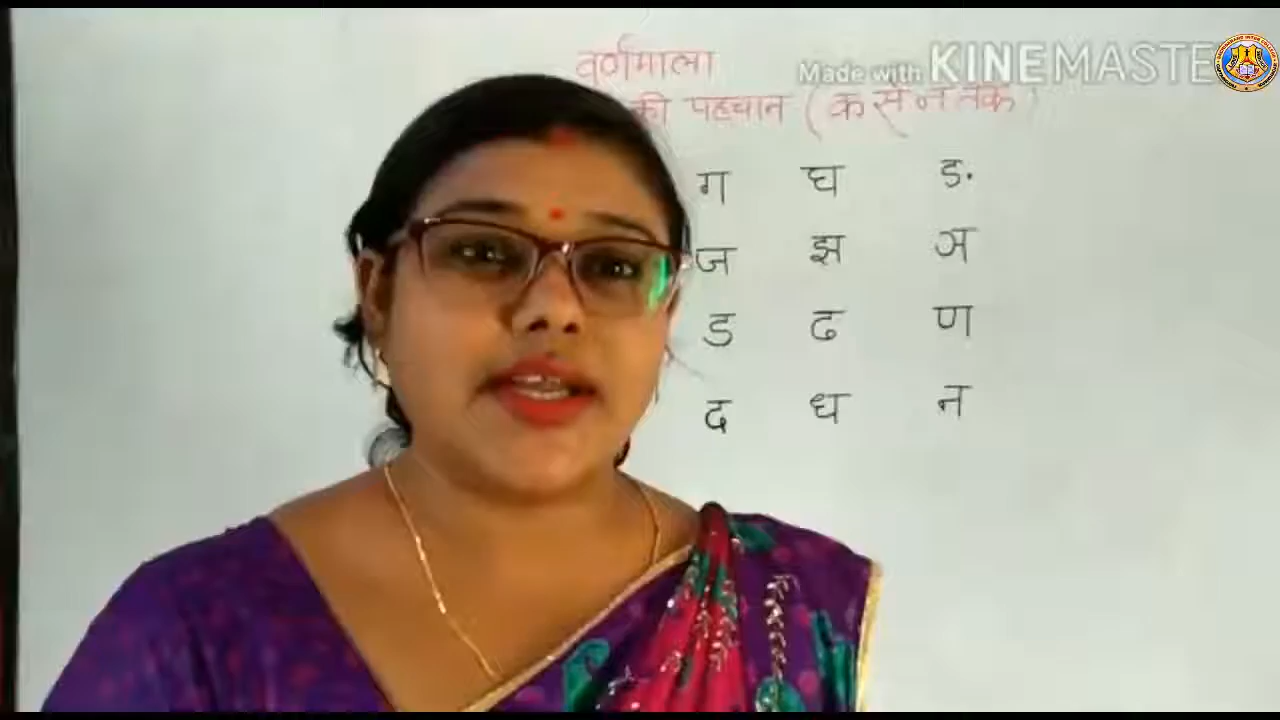 वर्णमाला
Made with KINEMASTE
की पहचान (क से न तक)
ग घ ङ
ज झ ञ
ड ढ ण
द ध न